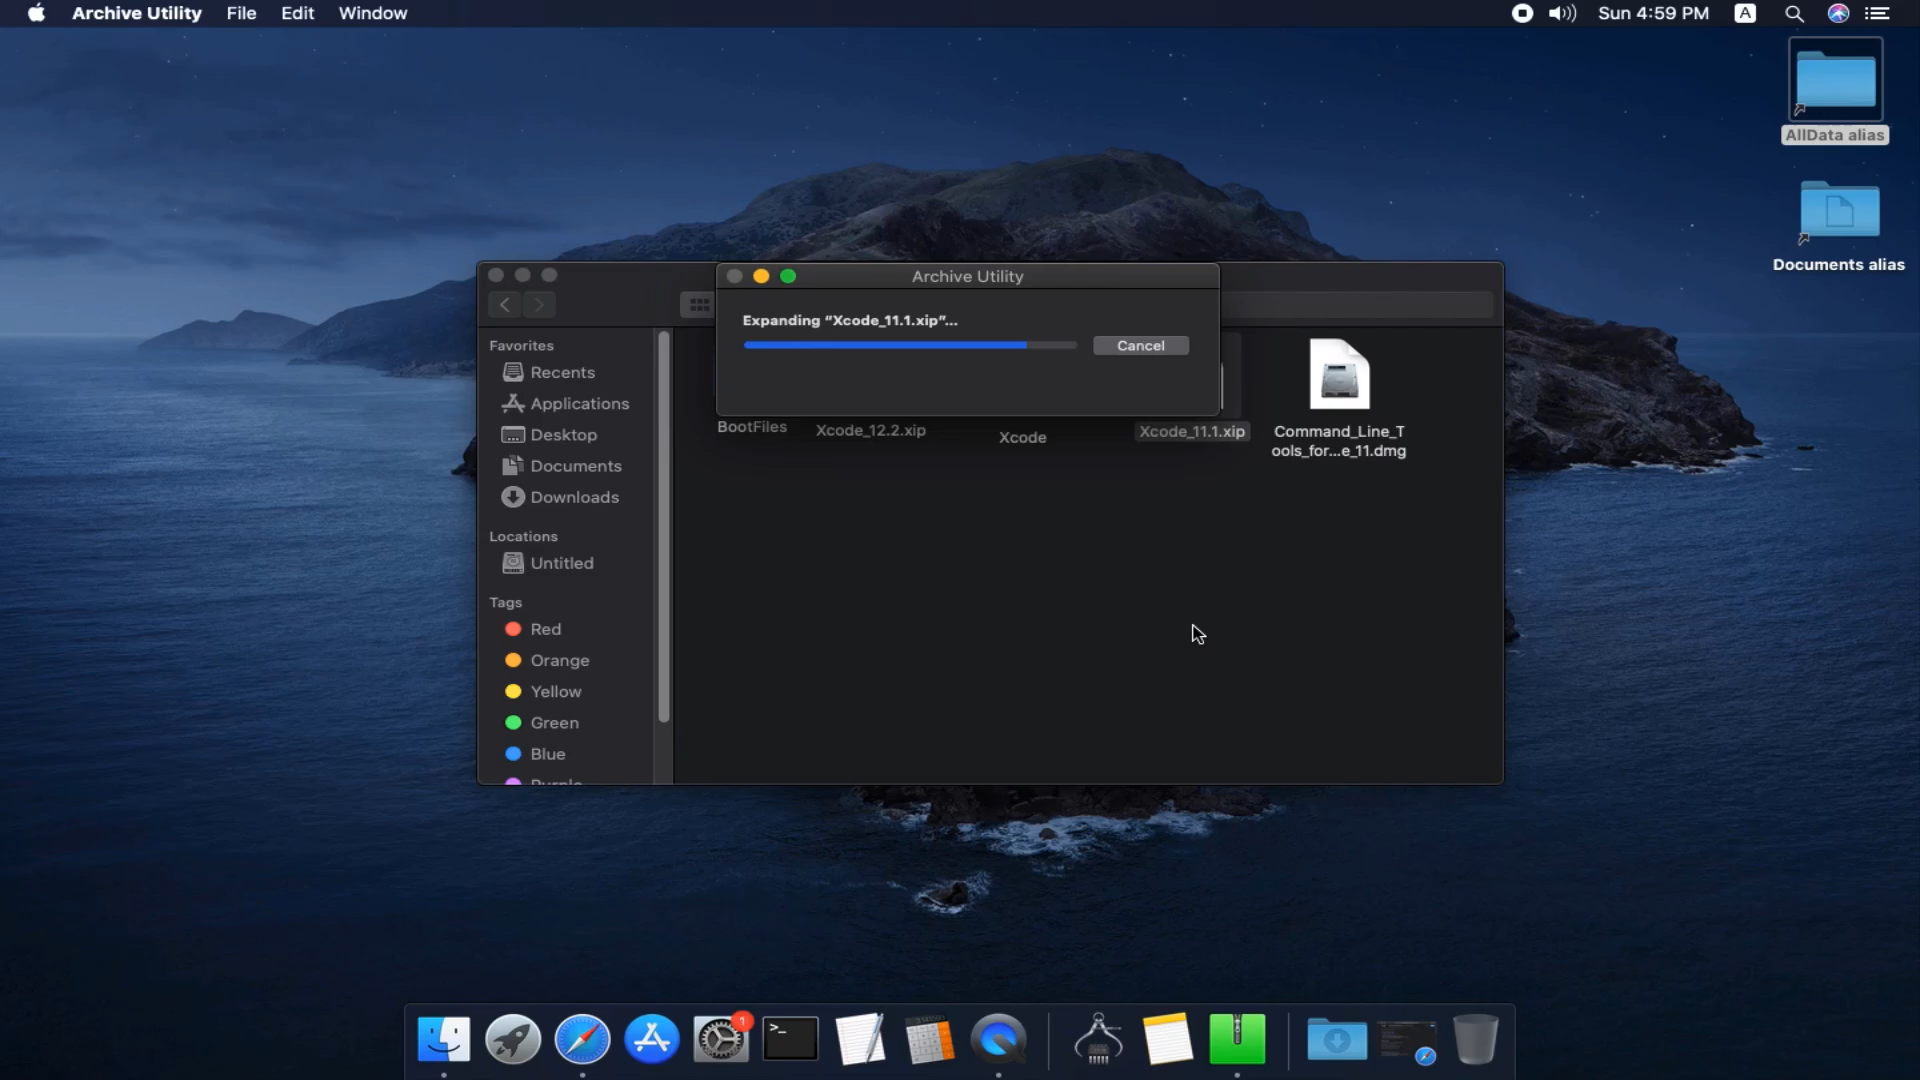 Archive Utility File Edit Window
Sun 4:59 PM A
AllData alias
Documents alias
Archive Utility
Expanding “Xcode_11.1.xip”...
Cancel
Favorites
Recents
Applications
Desktop
Documents
Downloads
Locations
Untitled
Tags
Red
Orange
Yellow
Green
Blue
Purple
BootFiles
Xcode_12.2.xip
Xcode
Xcode_11.1.xip
Command_Line_T
ools_for...e_11.dmg
1
>_